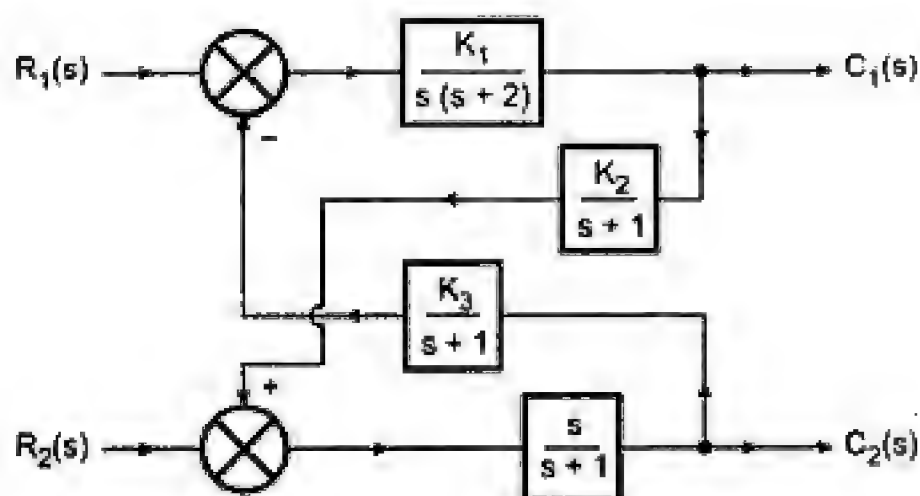 R₁(s)
K₁
s (s + 2)
C₁(s)
−
K₂
s + 1
K₃
s + 1
+
R₂(s)
s
s + 1
C₂(s)